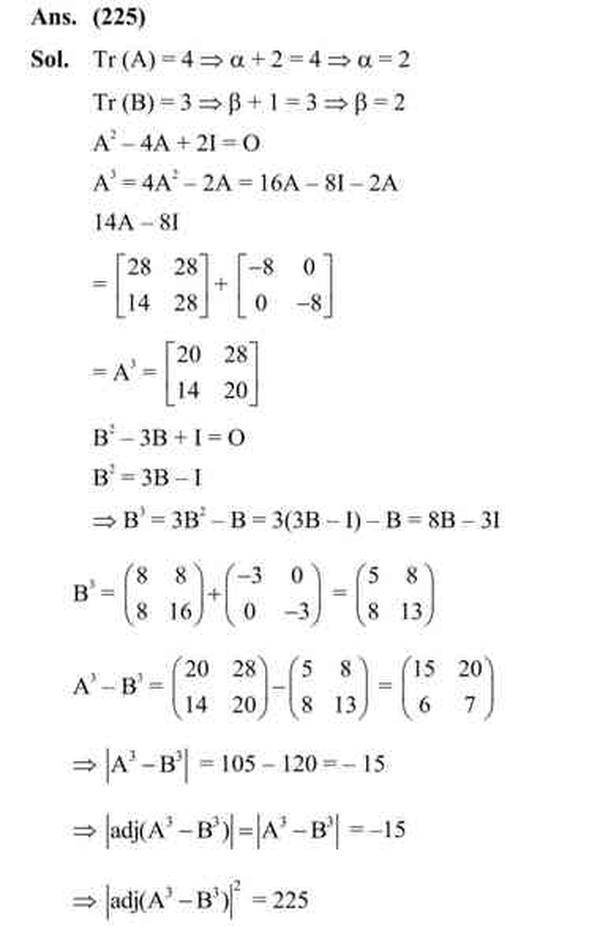 Ans. (225)
Sol. Tr (A) = 4 ⇒ α + 2 = 4 ⇒ α = 2
Tr (B) = 3 ⇒ β + 1 = 3 ⇒ β = 2
A² – 4A + 2I = O
A³ = 4A² – 2A = 16A – 8I – 2A
14A – 8I
= [28 28; 14 28] + [–8 0; 0 –8]
= A³ = [20 28; 14 20]
B² – 3B + I = O
B² = 3B – I
⇒ B³ = 3B² – B = 3(3B – I) – B = 8B – 3I
B³ = (8 8; 8 16) + (–3 0; 0 –3) = (5 8; 8 13)
A³ – B³ = (20 28; 14 20) – (5 8; 8 13) = (15 20; 6 7)
⇒ |A³ – B³| = 105 – 120 = – 15
⇒ |adj(A³ – B³)| = |A³ – B³| = –15
⇒ |adj(A³ – B³)|² = 225